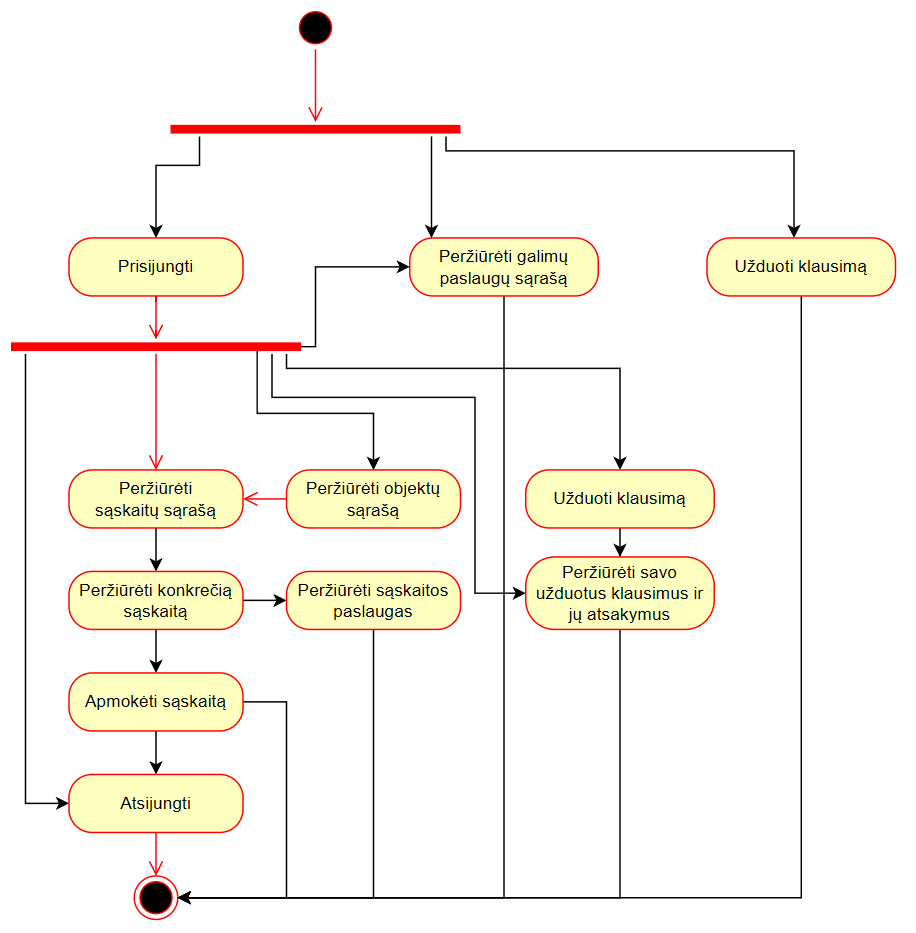 Prisijungti
Peržiūrėti galimų
paslaugų sąrašą
Užduoti klausimą
Peržiūrėti
sąskaitų sąrašą
Peržiūrėti objektų
sąrašą
Užduoti klausimą
Peržiūrėti konkrečią
sąskaitą
Peržiūrėti sąskaitos
paslaugas
Peržiūrėti savo
užduotus klausimus ir
jų atsakymus
Apmokėti sąskaitą
Atsijungti